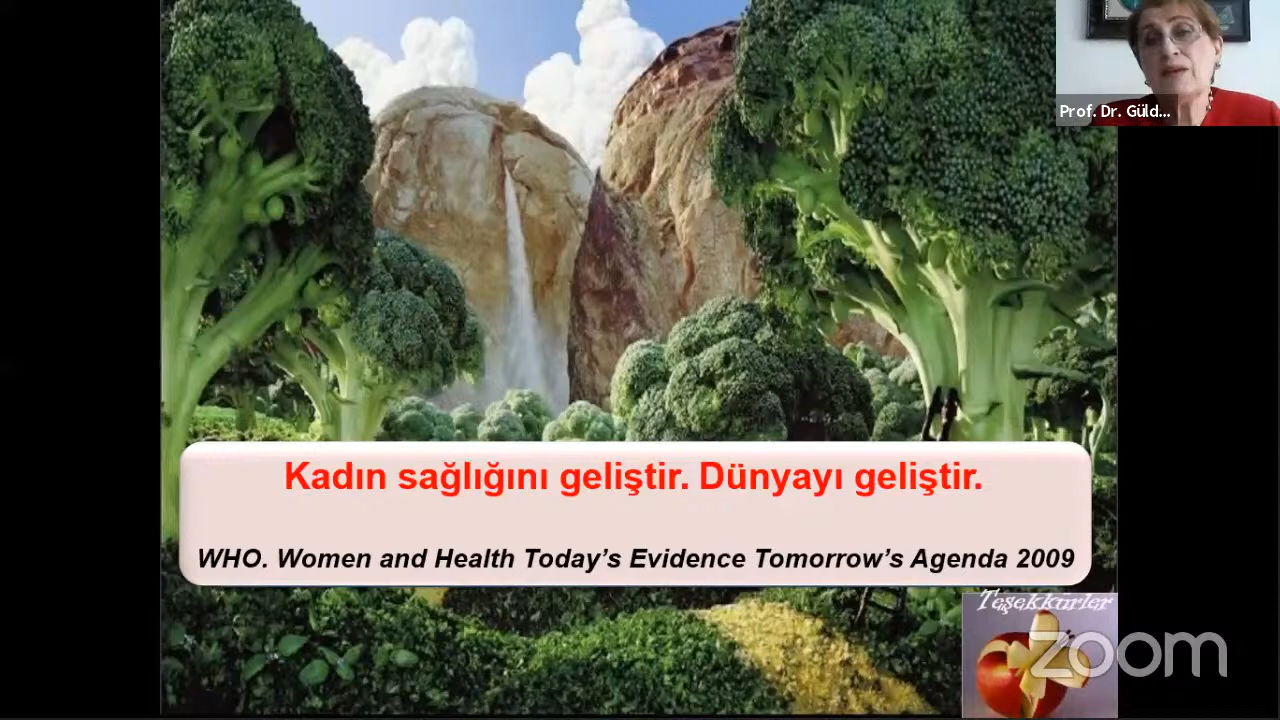 Prof. Dr. Güld...
Kadın sağlığını geliştir. Dünyayı geliştir.
WHO. Women and Health Today’s Evidence Tomorrow’s Agenda 2009
Teşekkürler
zoom